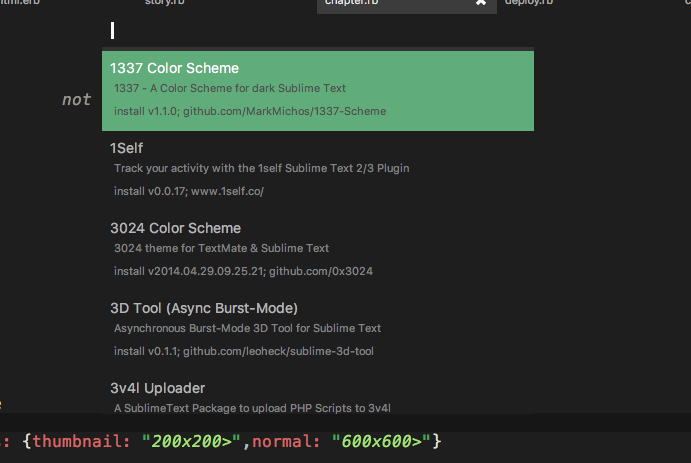 story.rb chapter.rb deploy.rb
1337 Color Scheme
1337 - A Color Scheme for dark Sublime Text
not
install v1.1.0; github.com/MarkMichos/1337-Scheme
1Self
Track your activity with the 1self Sublime Text 2/3 Plugin
install v0.0.17; www.1self.co/
3024 Color Scheme
3024 theme for TextMate & Sublime Text
install v2014.04.29.09.25.21; github.com/0x3024
3D Tool (Async Burst-Mode)
Asynchronous Burst-Mode 3D Tool for Sublime Text
install v0.1.1; github.com/leoheck/sublime-3d-tool
3v4l Uploader
A SublimeText Package to upload PHP Scripts to 3v4l
: {thumbnail: "200x200>",normal: "600x600>"}